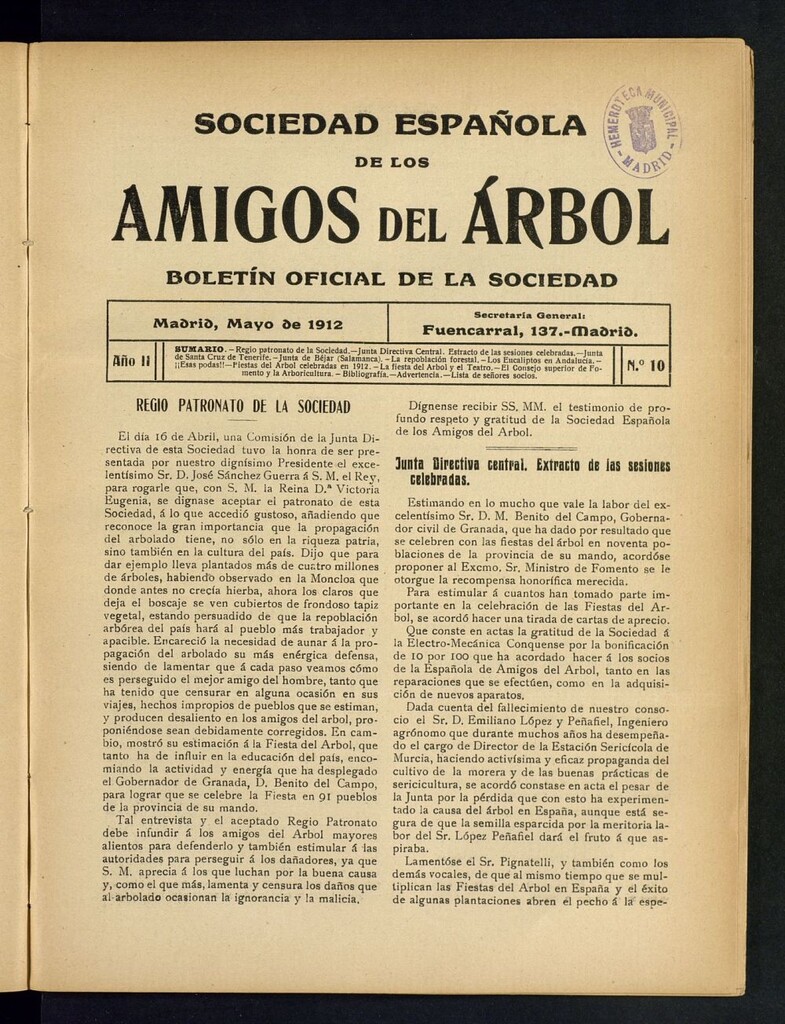 SOCIEDAD ESPAÑOLA
DE LOS
AMIGOS DEL ÁRBOL
BOLETÍN OFICIAL DE LA SOCIEDAD
HEMEROTECA MUNICIPAL
- MADRID -
Madrid, Mayo de 1912
Secretaría General:
Fuencarral, 137.-Madrid.
Año II
SUMARIO. - Regio patronato de la Sociedad.—Junta Directiva Central. Extracto de las sesiones celebradas.—Junta
de Santa Cruz de Tenerife. - Junta de Béjar (Salamanca). - La repoblación forestal. - Los Eucaliptos en Andalucía. -
¡¡Esas podas!!—Fiestas del Arbol celebradas en 1912. - La fiesta del Arbol y el Teatro.—El Consejo superior de Fo-
mento y la Arboricultura. - Bibliografía.—Advertencia.—Lista de señores socios.
N.º 10
REGIO PATRONATO DE LA SOCIEDAD
El día 16 de Abril, una Comisión de la Junta Di-
rectiva de esta Sociedad tuvo la honra de ser pre-
sentada por nuestro dignísimo Presidente el exce-
lentísimo Sr. D. José Sánchez Guerra á S. M. el Rey,
para rogarle que, con S. M. la Reina D.ª Victoria
Eugenia, se dignase aceptar el patronato de esta
Sociedad, á lo que accedió gustoso, añadiendo que
reconoce la gran importancia que la propagación
del arbolado tiene, no sólo en la riqueza patria,
sino también en la cultura del país. Dijo que para
dar ejemplo lleva plantados más de cuatro millones
de árboles, habiendo observado en la Moncloa que
donde antes no crecía hierba, ahora los claros que
deja el boscaje se ven cubiertos de frondoso tapiz
vegetal, estando persuadido de que la repoblación
arbórea del país hará al pueblo más trabajador y
apacible. Encareció la necesidad de aunar á la pro-
pagación del arbolado su más enérgica defensa,
siendo de lamentar que á cada paso veamos cómo
es perseguido el mejor amigo del hombre, tanto que
ha tenido que censurar en alguna ocasión en sus
viajes, hechos impropios de pueblos que se estiman,
y producen desaliento en los amigos del arbol, pro-
poniéndose sean debidamente corregidos. En cam-
bio, mostró su estimación á la Fiesta del Arbol, que
tanto ha de influir en la educación del país, enco-
miando la actividad y energía que ha desplegado
el Gobernador de Granada, D. Benito del Campo,
para lograr que se celebre la Fiesta en 91 pueblos
de la provincia de su mando.
Tal entrevista y el aceptado Regio Patronato
debe infundir á los amigos del Arbol mayores
alientos para defenderlo y también estimular á las
autoridades para perseguir á los dañadores, ya que
S. M. aprecia á los que luchan por la buena causa
y, como el que más, lamenta y censura los daños que
al arbolado ocasionan la ignorancia y la malicia.
Dígnense recibir SS. MM. el testimonio de pro-
fundo respeto y gratitud de la Sociedad Española
de los Amigos del Arbol.
Junta Directiva central. Extracto de las sesiones
celebradas.
Estimando en lo mucho que vale la labor del ex-
celentísimo Sr. D. M. Benito del Campo, Goberna-
dor civil de Granada, que ha dado por resultado que
se celebren con las fiestas del árbol en noventa po-
blaciones de la provincia de su mando, acordóse
proponer al Excmo. Sr. Ministro de Fomento se le
otorgue la recompensa honorífica merecida.
Para estimular á cuantos han tomado parte im-
portante en la celebración de las Fiestas del Ar-
bol, se acordó hacer una tirada de cartas de aprecio.
Que conste en actas la gratitud de la Sociedad á
la Electro-Mecánica Conquense por la bonificación
de 10 por 100 que ha acordado hacer á los socios
de la Española de Amigos del Arbol, tanto en las
reparaciones que se efectúen, como en la adquisi-
ción de nuevos aparatos.
Dada cuenta del fallecimiento de nuestro conso-
cio el Sr. D. Emiliano López y Peñafiel, Ingeniero
agrónomo que durante muchos años ha desempeña-
do el cargo de Director de la Estación Sericícola de
Murcia, haciendo activísima y eficaz propaganda del
cultivo de la morera y de las buenas prácticas de
sericicultura, se acordó constase en acta el pesar de
la Junta por la pérdida que con esto ha experimen-
tado la causa del árbol en España, aunque está se-
gura de que la semilla esparcida por la meritoria la-
bor del Sr. López Peñafiel dará el fruto á que as-
piraba.
Lamentóse el Sr. Pignatelli, y también como los
demás vocales, de que al mismo tiempo que se mul-
tiplican las Fiestas del Arbol en España y el éxito
de algunas plantaciones abren el pecho á la espe-